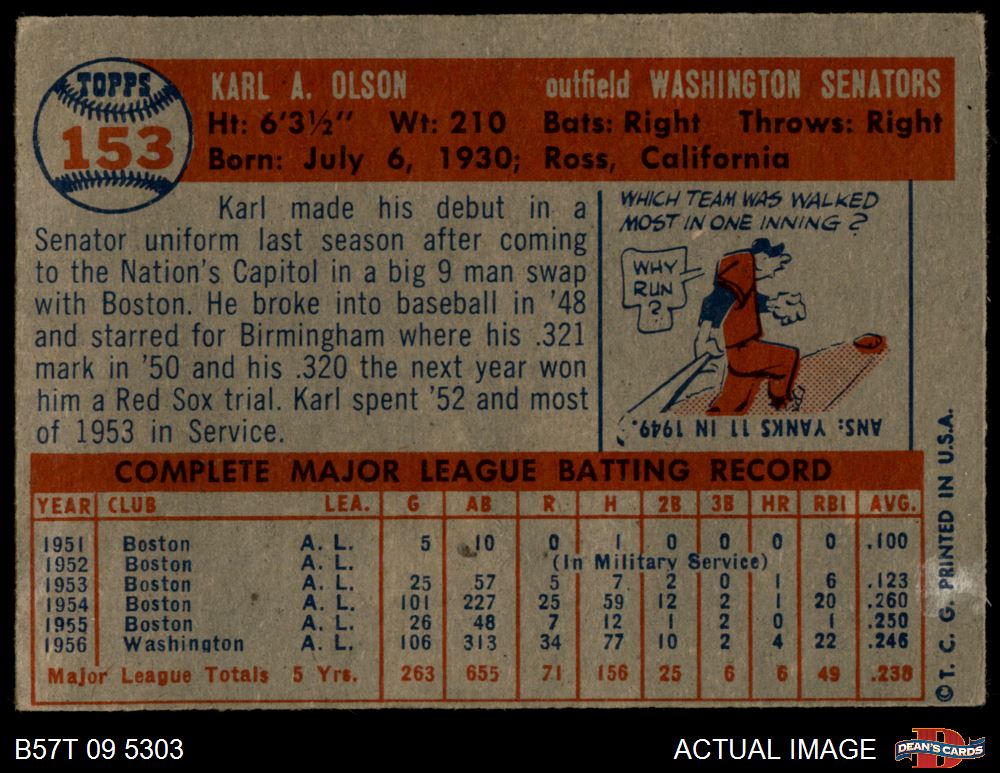 TOPPS
153
KARL A. OLSON outfield WASHINGTON SENATORS
Ht: 6'3½" Wt: 210 Bats: Right Throws: Right
Born: July 6, 1930; Ross, California
Karl made his debut in a
Senator uniform last season after coming
to the Nation's Capitol in a big 9 man swap
with Boston. He broke into baseball in '48
and starred for Birmingham where his .321
mark in '50 and his .320 the next year won
him a Red Sox trial. Karl spent '52 and most
of 1953 in Service.
WHICH TEAM WAS WALKED
MOST IN ONE INNING?
WHY
RUN
?
ANS: YANKS 11 IN 1949.
COMPLETE MAJOR LEAGUE BATTING RECORD
YEAR CLUB LEA. G AB R H 2B 3B HR RBI AVG.
1951 Boston A. L. 5 10 0 1 0 0 0 0 .100
1952 Boston A. L. (In Military Service)
1953 Boston A. L. 25 57 5 7 2 0 1 6 .123
1954 Boston A. L. 101 227 25 59 12 2 1 20 .260
1955 Boston A. L. 26 48 7 12 1 2 0 1 .250
1956 Washington A. L. 106 313 34 77 10 2 4 22 .246
Major League Totals 5 Yrs. 263 655 71 156 25 6 6 49 .238
© T. C. G. PRINTED IN U.S.A.
B57T 09 5303
ACTUAL IMAGE
D
DEAN'S CARDS